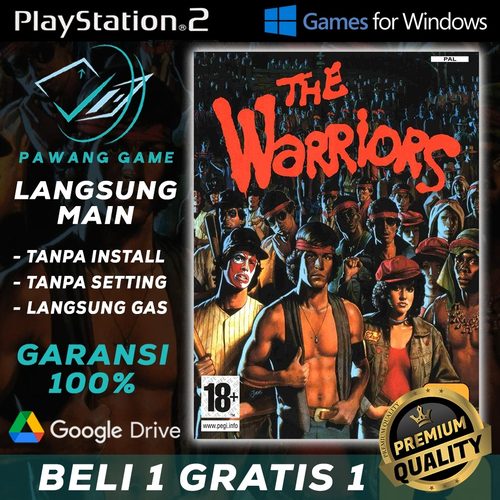 PlayStation®2
Games for Windows
PAWANG GAME
LANGSUNG
MAIN
- TANPA INSTALL
- TANPA SETTING
- LANGSUNG GAS
GARANSI
100%
Google Drive
PAL
THE
WARRIORS
18+
www.pegi.info
PREMIUM
QUALITY
BELI 1 GRATIS 1